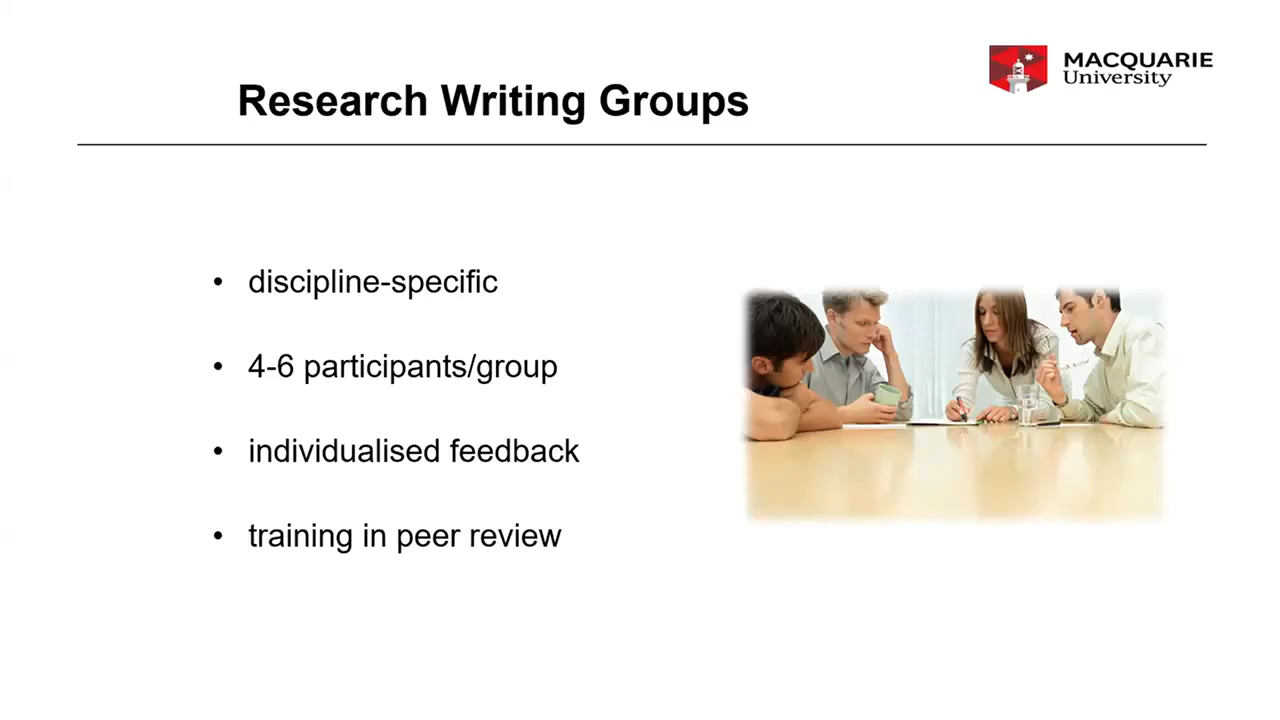 MACQUARIE
University
Research Writing Groups
• discipline-specific
• 4-6 participants/group
• individualised feedback
• training in peer review